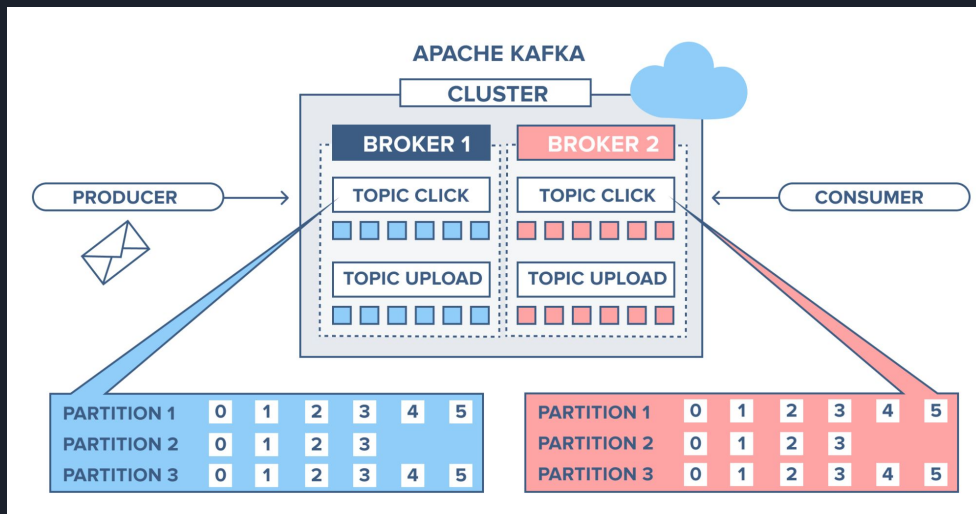 APACHE KAFKA
CLUSTER
BROKER 1
BROKER 2
PRODUCER
TOPIC CLICK
TOPIC CLICK
CONSUMER
TOPIC UPLOAD
TOPIC UPLOAD
PARTITION 1 0 1 2 3 4 5
PARTITION 2 0 1 2 3
PARTITION 3 0 1 2 3 4 5
PARTITION 1 0 1 2 3 4 5
PARTITION 2 0 1 2 3
PARTITION 3 0 1 2 3 4 5